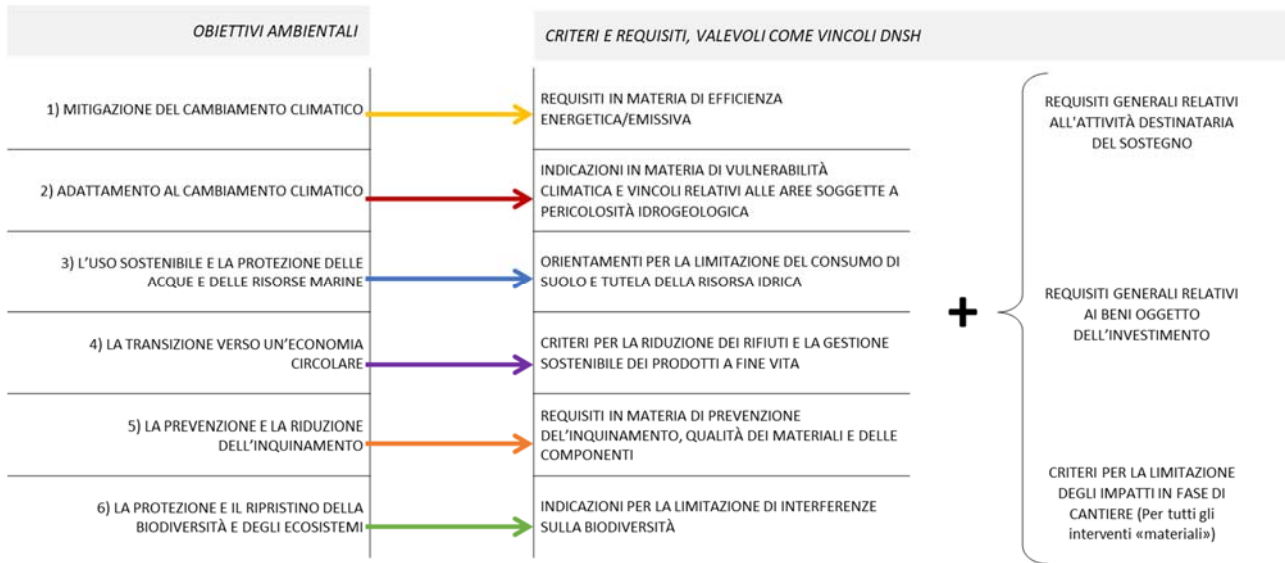 OBIETTIVI AMBIENTALI
CRITERI E REQUISITI, VALEVOLI COME VINCOLI DNSH
1) MITIGAZIONE DEL CAMBIAMENTO CLIMATICO
REQUISITI IN MATERIA DI EFFICIENZA
ENERGETICA/EMISSIVA
2) ADATTAMENTO AL CAMBIAMENTO CLIMATICO
INDICAZIONI IN MATERIA DI VULNERABILITÀ
CLIMATICA E VINCOLI RELATIVI ALLE AREE SOGGETTE A
PERICOLOSITÀ IDROGEOLOGICA
3) L'USO SOSTENIBILE E LA PROTEZIONE DELLE
ACQUE E DELLE RISORSE MARINE
ORIENTAMENTI PER LA LIMITAZIONE DEL CONSUMO DI
SUOLO E TUTELA DELLA RISORSA IDRICA
4) LA TRANSIZIONE VERSO UN'ECONOMIA
CIRCOLARE
CRITERI PER LA RIDUZIONE DEI RIFIUTI E LA GESTIONE
SOSTENIBILE DEI PRODOTTI A FINE VITA
5) LA PREVENZIONE E LA RIDUZIONE
DELL'INQUINAMENTO
REQUISITI IN MATERIA DI PREVENZIONE
DEL'INQUINAMENTO, QUALITÀ DEI MATERIALI E DELLE
COMPONENTI
6) LA PROTEZIONE E IL RIPRISTINO DELLA
BIODIVERSITÀ E DEGLI ECOSISTEMI
INDICAZIONI PER LA LIMITAZIONE DI INTERFERENZE
SULLA BIODIVERSITÀ
+
REQUISITI GENERALI RELATIVI
ALL'ATTIVITÀ DESTINATARIA
DEL SOSTEGNO
REQUISITI GENERALI RELATIVI
AI BENI OGGETTO
DELL'INVESTIMENTO
CRITERI PER LA LIMITAZIONE
DEGLI IMPATTI IN FASE DI
CANTIERE (Per tutti gli
interventi «materiali»)